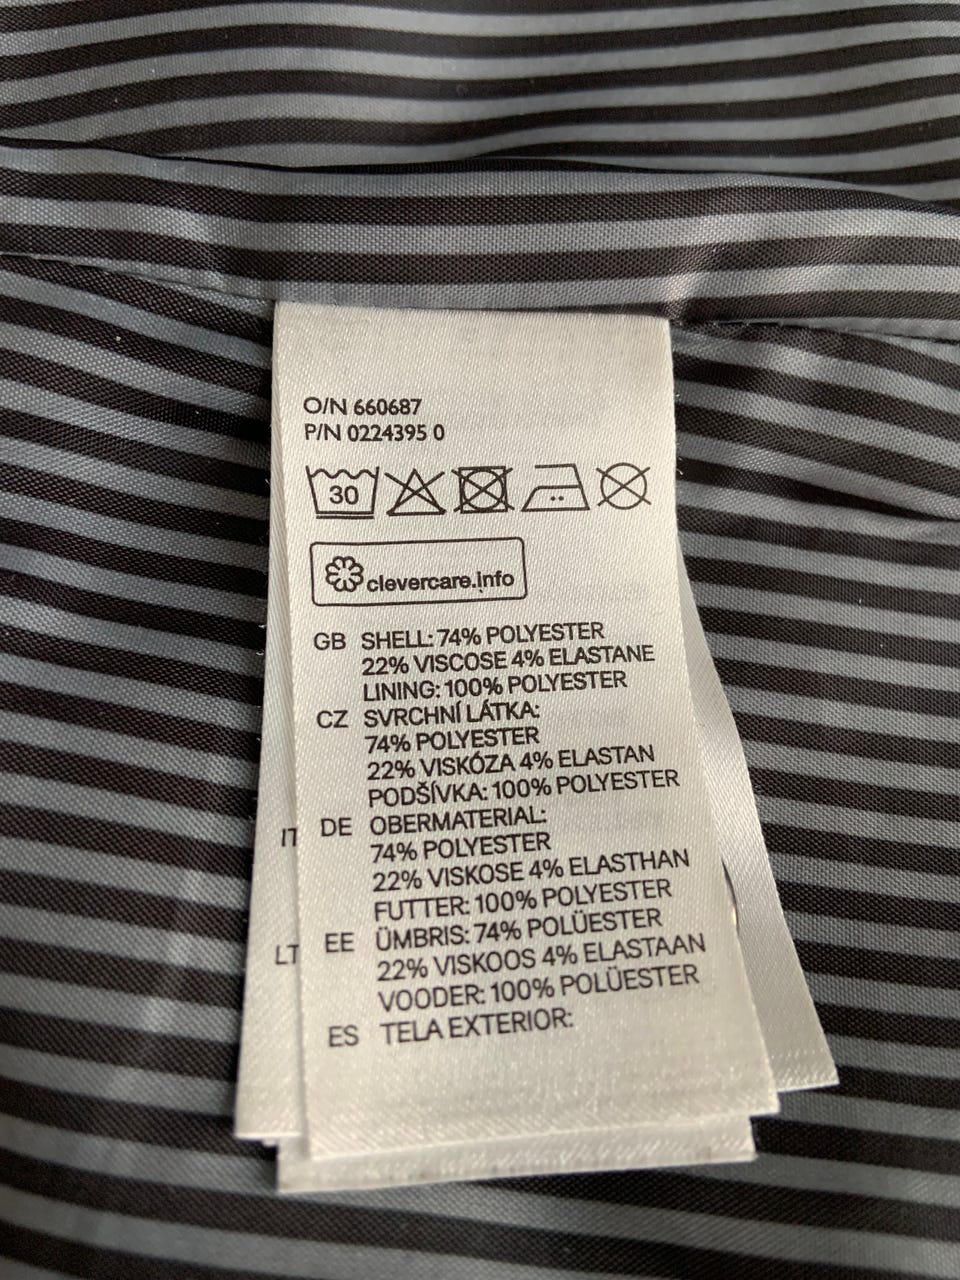 O/N 660687
P/N 0224395 0
30
clevercare.info
GB SHELL: 74% POLYESTER
22% VISCOSE 4% ELASTANE
LINING: 100% POLYESTER
CZ SVRCHNÍ LÁTKA:
74% POLYESTER
22% VISKÓZA 4% ELASTAN
PODŠÍVKA: 100% POLYESTER
DE OBERMATERIAL:
74% POLYESTER
22% VISKOSE 4% ELASTHAN
FUTTER: 100% POLYESTER
EE ÜMBRIS: 74% POLÜESTER
22% VISKOOS 4% ELASTAAN
VOODER: 100% POLÜESTER
ES TELA EXTERIOR:
IT
LT